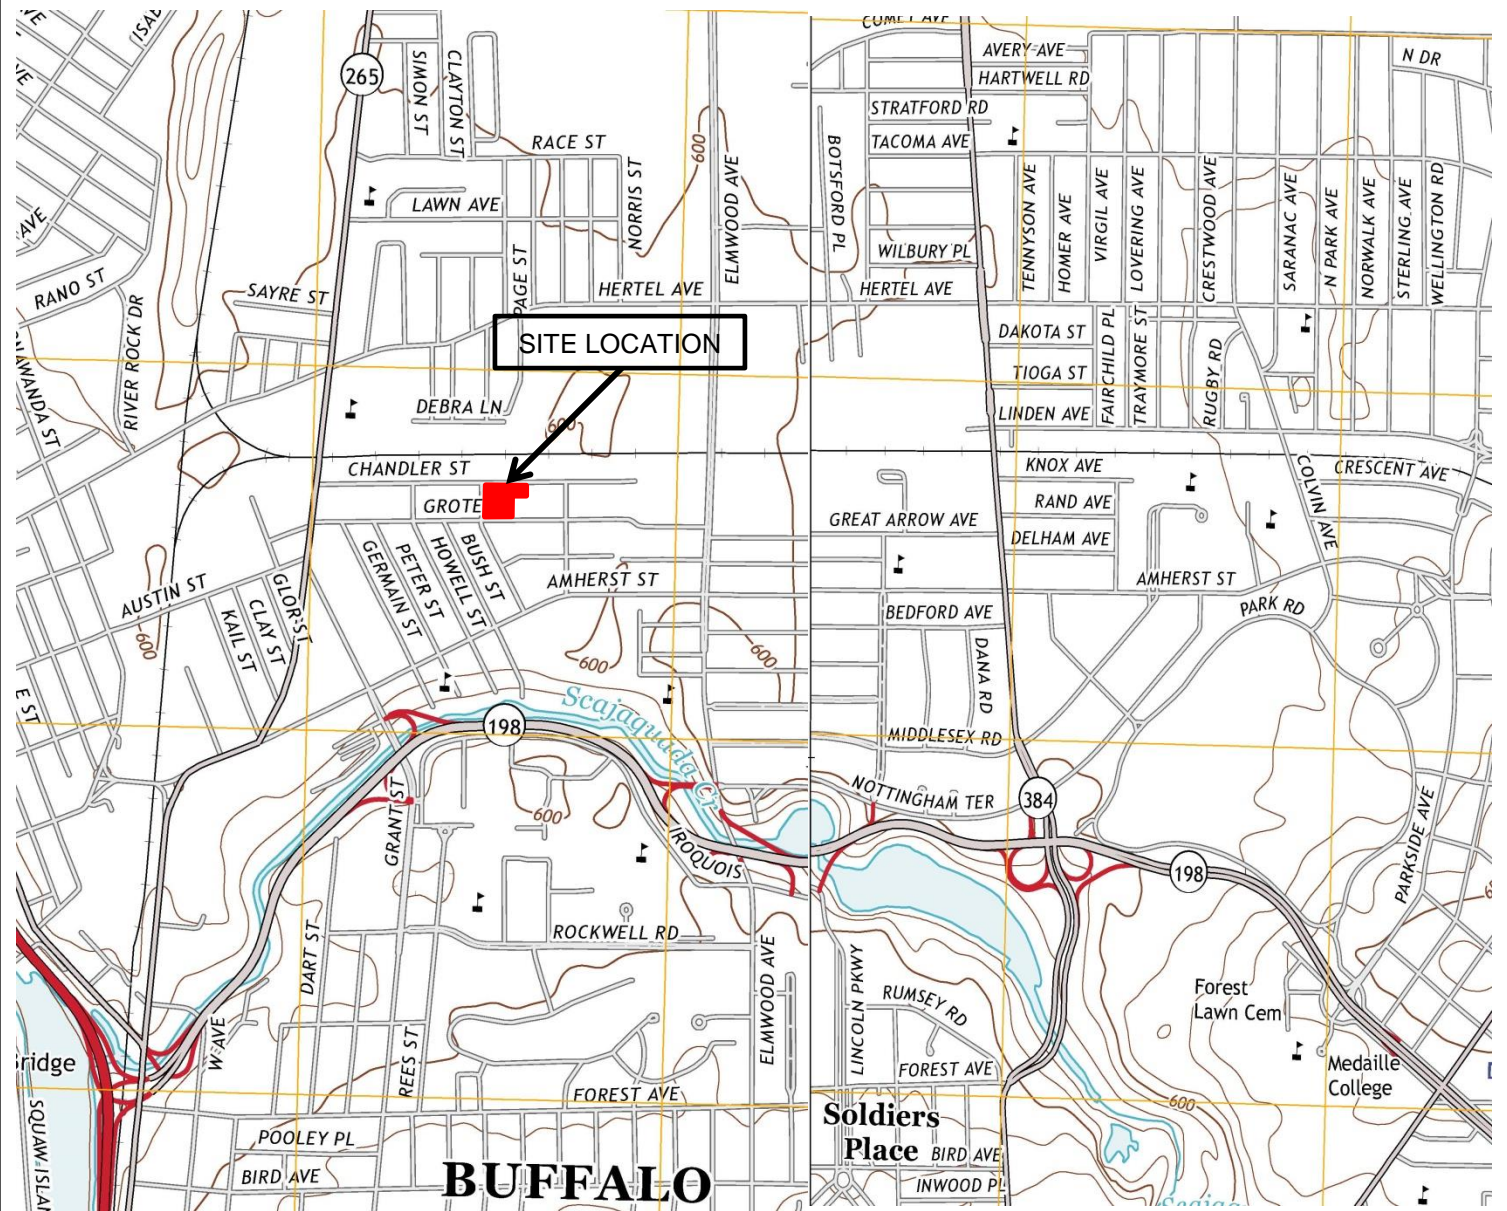 COMET AVE
265
SIMON ST
CLAYTON ST
AVERY AVE
N DR
HARTWELL RD
STRATFORD RD
TACOMA AVE
RACE ST
NORRIS ST
600
ELMWOOD AVE
BOTSFORD PL
TENNYSON AVE
HOMER AVE
VIRGIL AVE
LOVERING AVE
CRESTWOOD AVE
SARANAC AVE
N PARK AVE
NORWALK AVE
STERLING AVE
WELLINGTON RD
AVE
LAWN AVE
PAGE ST
WILBURY PL
RANO ST
SAYRE ST
HERTEL AVE
HERTEL AVE
RIVER ROCK DR
SITE LOCATION
DAKOTA ST
FAIRCHILD PL
TRAYMORE ST
RUGBY RD
TIOGA ST
DEBRA LN
LINDEN AVE
600
CHANDLER ST
KNOX AVE
COLVIN AVE
CRESCENT AVE
GROTE
RAND AVE
GREAT ARROW AVE
DELHAM AVE
GERMAIN ST
PETER ST
HOWELL ST
BUSH ST
AUSTIN ST
AMHERST ST
AMHERST ST
GLOR ST
CLAY ST
KAIL ST
BEDFORD AVE
PARK RD
600
600
600
DANA RD
E ST
Scajaquada Cr
198
MIDDLESEX RD
NOTTINGHAM TER
384
GRANT ST
600
IROQUOIS
198
PARKSIDE AVE
DART ST
ROCKWELL RD
ELMWOOD AVE
LINCOLN PKWY
RUMSEY RD
Forest
Lawn Cem
W AVE
REES ST
ridge
FOREST AVE
Medaille
College
FOREST AVE
600
SQUAW ISLA
POOLEY PL
Soldiers
Place
BIRD AVE
BIRD AVE
BUFFALO
INWOOD PL